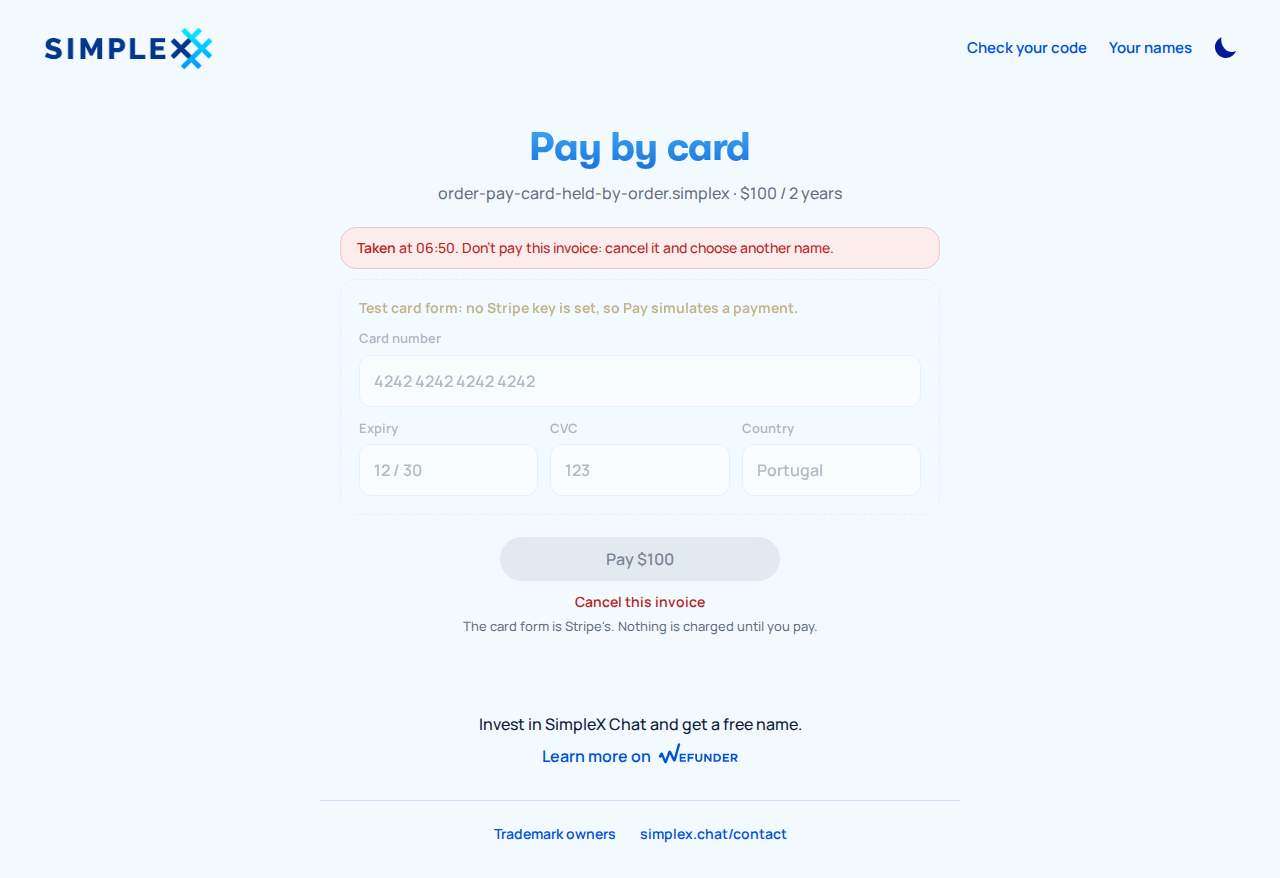 SIMPLEX
Check your code
Your names
Pay by card
order-pay-card-held-by-order.simplex · $100 / 2 years
Taken at 06:50. Don't pay this invoice: cancel it and choose another name.
Test card form: no Stripe key is set, so Pay simulates a payment.
Card number
4242 4242 4242 4242
Expiry CVC Country
12 / 30 123 Portugal
Pay $100
Cancel this invoice
The card form is Stripe's. Nothing is charged until you pay.
Invest in SimpleX Chat and get a free name.
Learn more on WEFUNDER
Trademark owners simplex.chat/contact